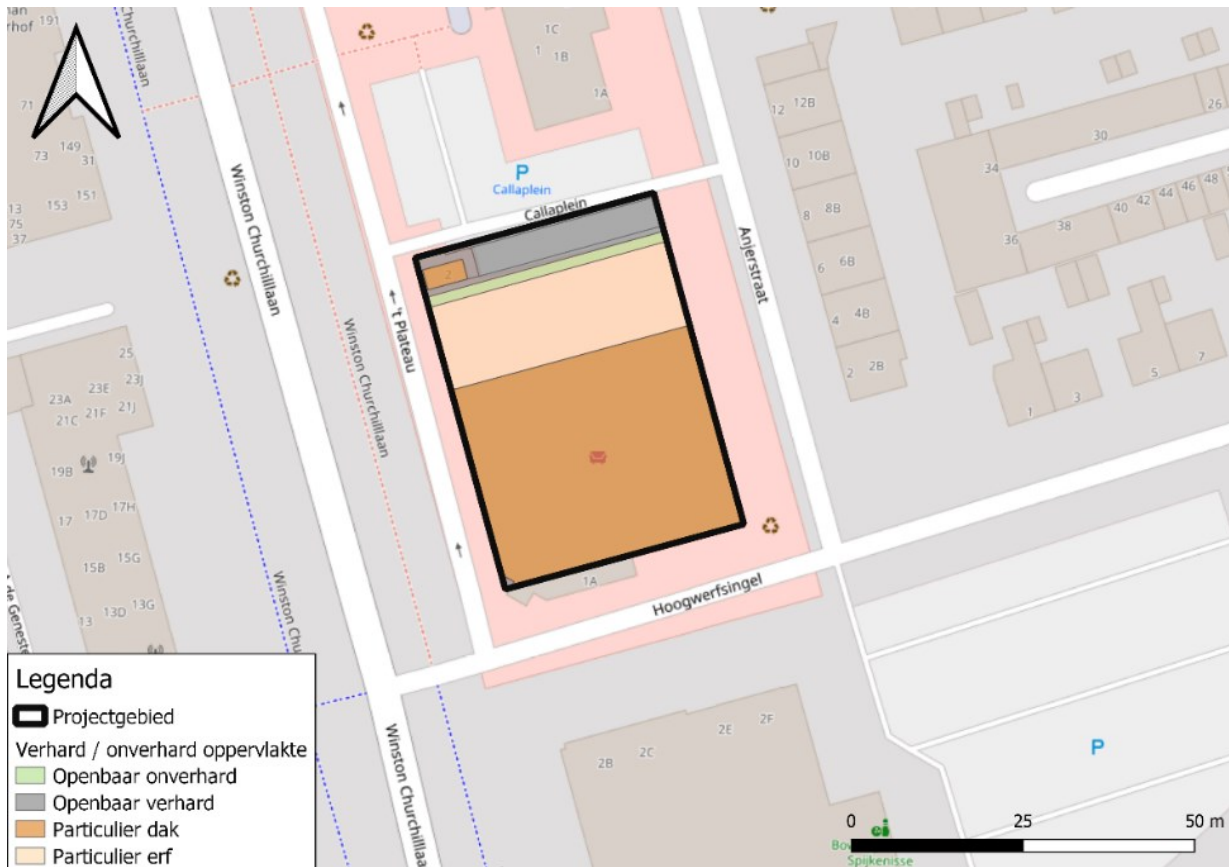 191
rhof
71
149
73
31
151
13
153
75
37
Churchilllaan
Winston Churchilllaan
Winston Churchilllaan
Winston Churchilllaan
't Plateau
Callaplein
P
Callaplein
1C
1
1B
1A
Anjerstraat
12
12B
10
10B
8
8B
6
6B
4
4B
2
2B
26
30
34
36
38
40
42
44
46
48
1
3
5
7
2
25
23A
23E
23J
21C
21F
21J
19B
19J
17
17D
17H
15B
15G
13
13D
13G
1A
Hoogwerfsingel
2B
2C
2E
2F
P
Legenda
Projectgebied
Verhard / onverhard oppervlakte
Openbaar onverhard
Openbaar verhard
Particulier dak
Particulier erf
0
25
50 m
Spijkenisse